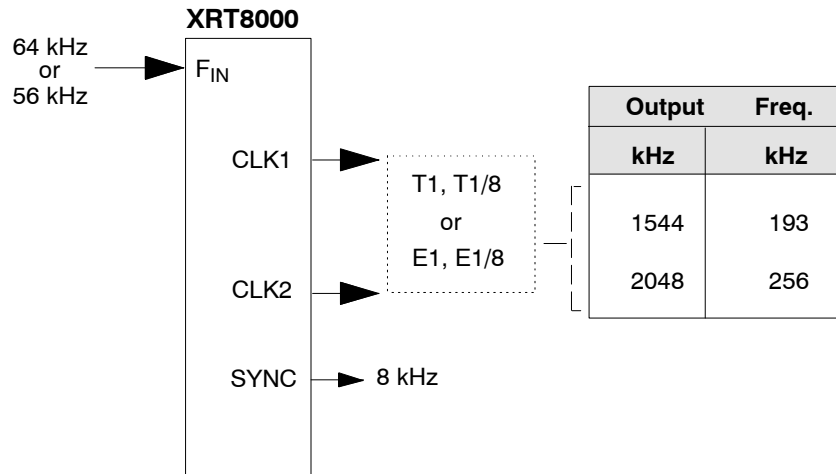 XRT8000
64 kHz
or
56 kHz
FIN
CLK1
T1, T1/8
or
E1, E1/8
CLK2
SYNC
8 kHz
Output Freq.
kHz kHz
1544 193
2048 256